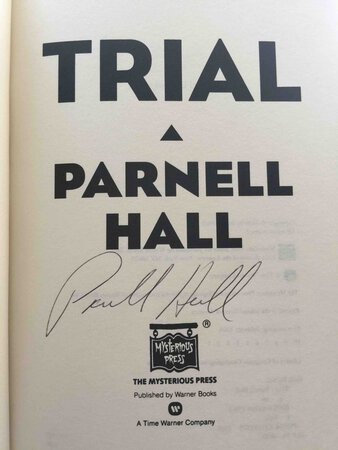 TRIAL
PARNELL
HALL
Parnell Hall
®
MYSTERIOUS
PRESS
THE MYSTERIOUS PRESS
Published by Warner Books
A Time Warner Company